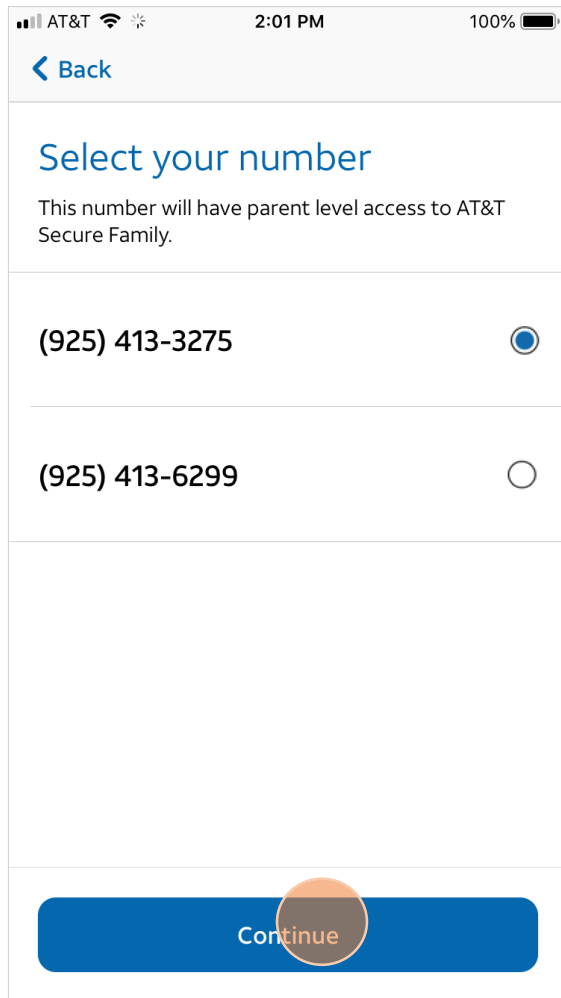 AT&T 2:01 PM 100%
Back
Select your number
This number will have parent level access to AT&T
Secure Family.
(925) 413-3275
(925) 413-6299
Continue